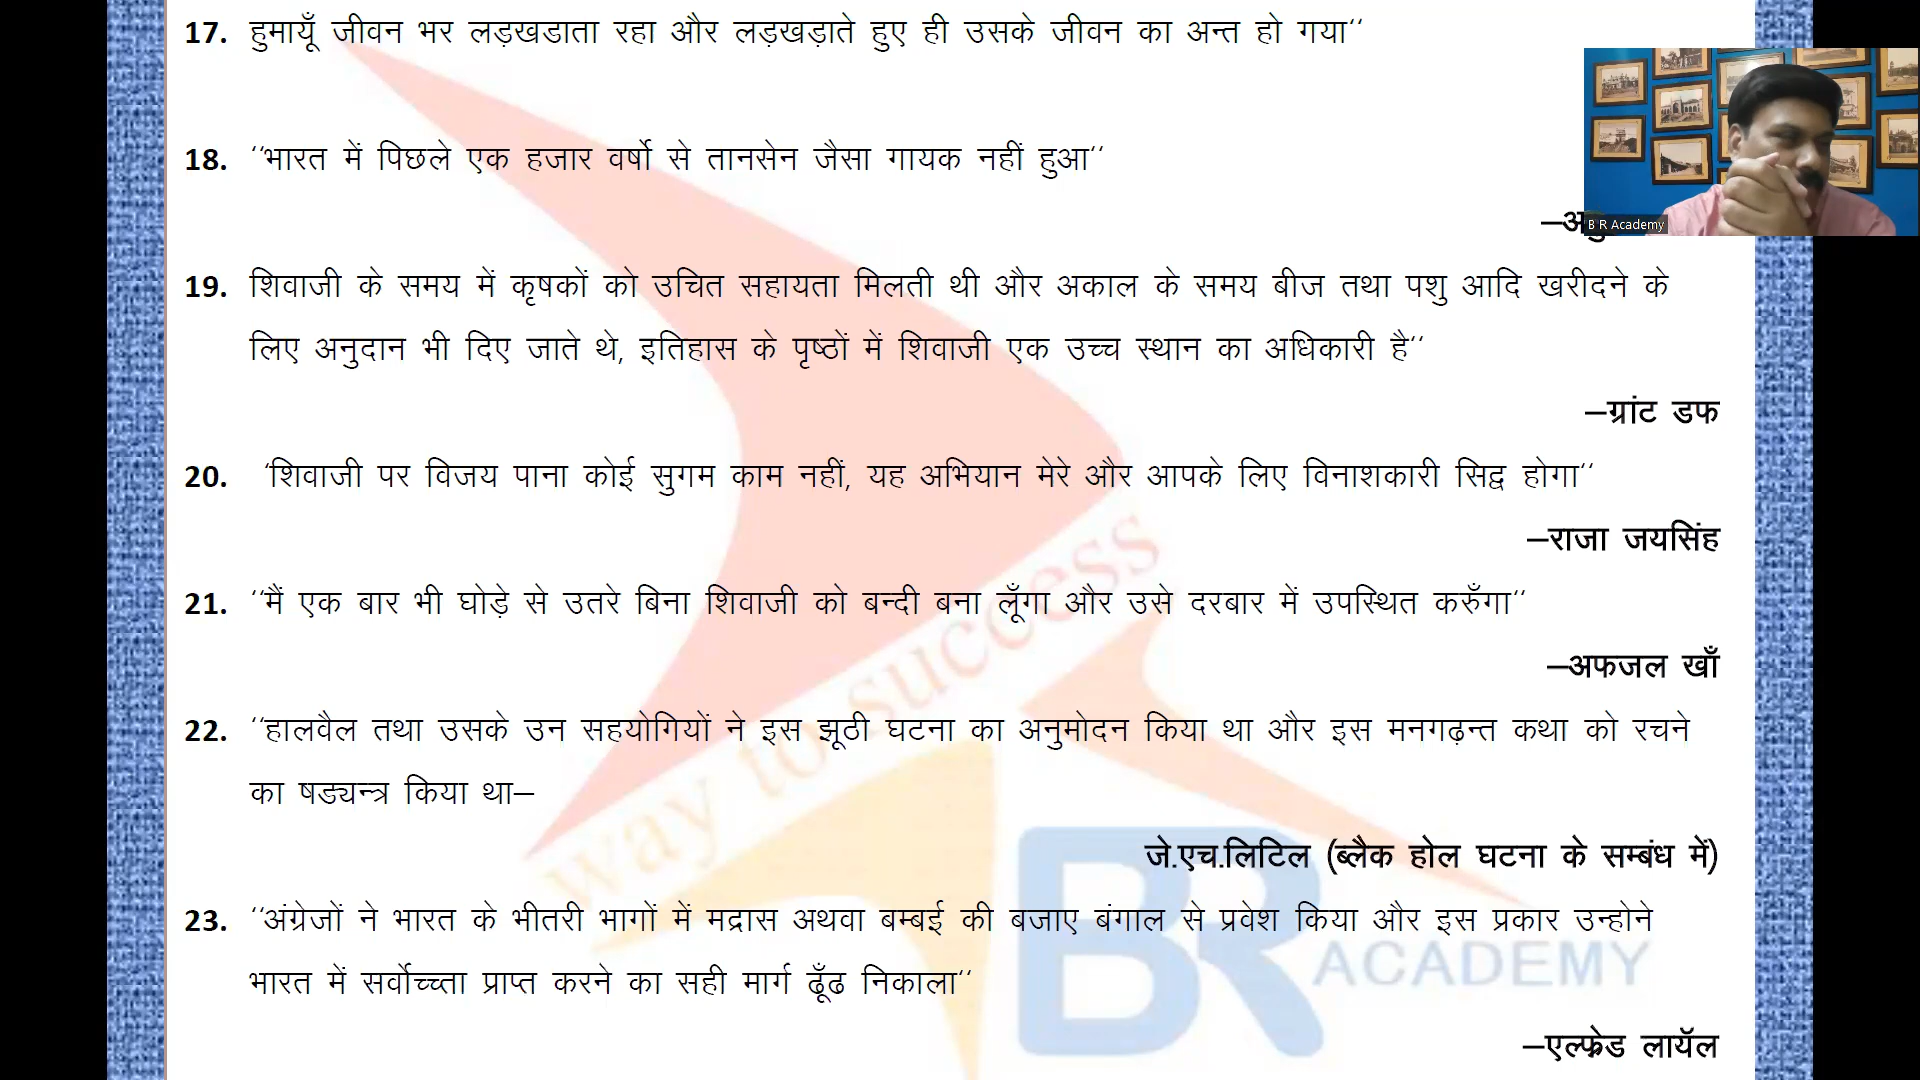 17. हुमायूँ जीवन भर लड़खडाता रहा और लड़खड़ाते हुए ही उसके जीवन का अन्त हो गया‘‘
18. ‘‘भारत में पिछले एक हजार वर्षो से तानसेन जैसा गायक नहीं हुआ‘‘
B R Academy
19. शिवाजी के समय में कृषकों को उचित सहायता मिलती थी और अकाल के समय बीज तथा पशु आदि खरीदने के
लिए अनुदान भी दिए जाते थे, इतिहास के पृष्ठों में शिवाजी एक उच्च स्थान का अधिकारी है‘‘
–ग्रांट डफ
20. ‘शिवाजी पर विजय पाना कोई सुगम काम नहीं, यह अभियान मेरे और आपके लिए विनाशकारी सिद्व होगा‘‘
–राजा जयसिंह
21. ‘‘मैं एक बार भी घोड़े से उतरे बिना शिवाजी को बन्दी बना लूँगा और उसे दरबार में उपस्थित करुँगा‘‘
–अफजल खाँ
22. ‘‘हालवैल तथा उसके उन सहयोगियों ने इस झूठी घटना का अनुमोदन किया था और इस मनगढ़न्त कथा को रचने
का षड्यन्त्र किया था–
जे.एच.लिटिल (ब्लैक होल घटना के सम्बंध में)
23. ‘‘अंग्रेजों ने भारत के भीतरी भागों में मद्रास अथवा बम्बई की बजाए बंगाल से प्रवेश किया और इस प्रकार उन्होने
भारत में सर्वोच्च्ता प्राप्त करने का सही मार्ग ढूँढ निकाला‘‘
–एल्फ्रेड लायॅल
way to success
BR ACADEMY